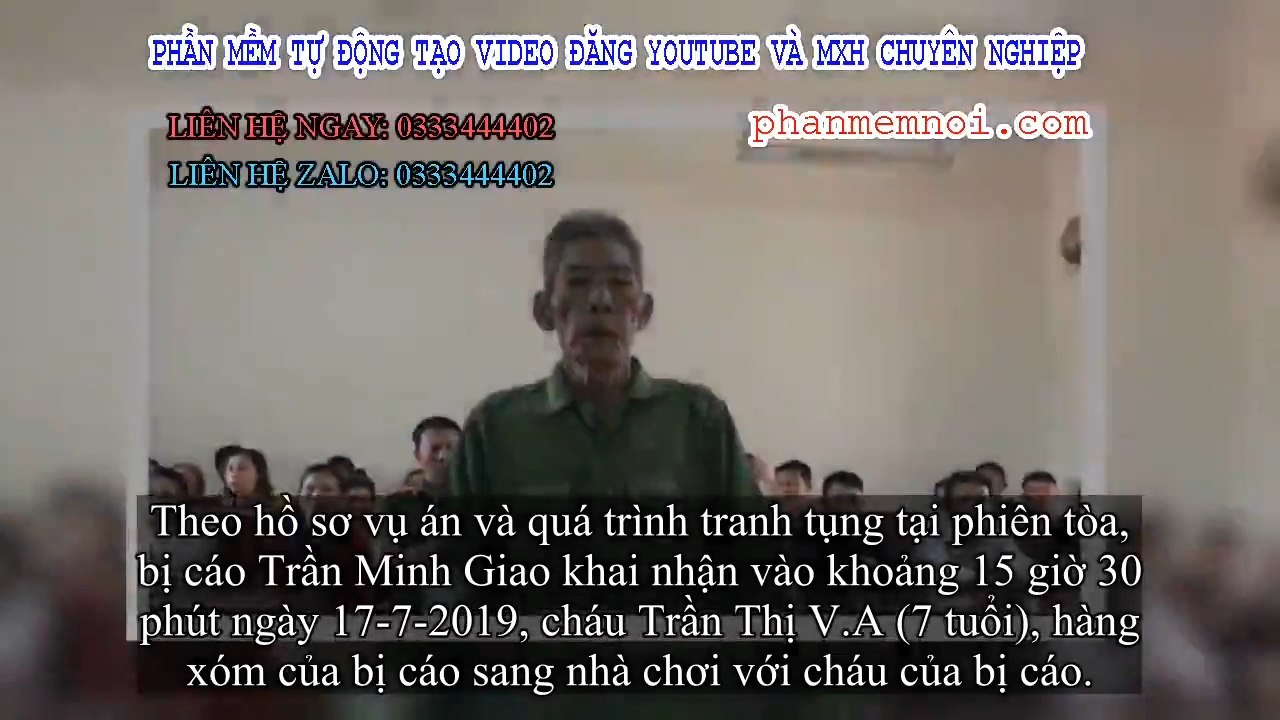 PHẦN MỀM TỰ ĐỘNG TẠO VIDEO ĐĂNG YOUTUBE VÀ MXH CHUYÊN NGHIỆP
LIÊN HỆ NGAY: 0333444402
phanmemnoi.com
LIÊN HỆ ZALO: 0333444402
Theo hồ sơ vụ án và quá trình tranh tụng tại phiên tòa,
bị cáo Trần Minh Giao khai nhận vào khoảng 15 giờ 30
phút ngày 17-7-2019, cháu Trần Thị V.A (7 tuổi), hàng
xóm của bị cáo sang nhà chơi với cháu của bị cáo.